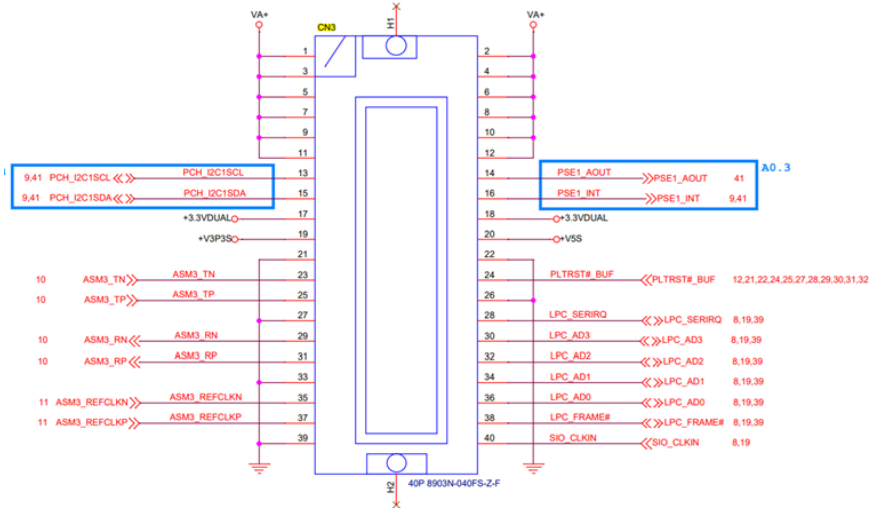 VA+ H1 VA+
CN3
1 2
3 4
5 6
7 8
9 10
11 12
9,41 PCH_I2C1SCL PCH_I2C1SCL 13 14 PSE1_AOUT PSE1_AOUT 41 A0.3
9,41 PCH_I2C1SDA PCH_I2C1SDA 15 16 PSE1_INT PSE1_INT 9,41
+3.3VDUAL 17 18 +3.3VDUAL
+V3P3S 19 20 +V5S
21 22
10 ASM3_TN ASM3_TN 23 24 PLTRST#_BUF PLTRST#_BUF 12,21,22,24,25,27,28,29,30,31,32
10 ASM3_TP ASM3_TP 25 26
27 28 LPC_SERIRQ LPC_SERIRQ 8,19,39
10 ASM3_RN ASM3_RN 29 30 LPC_AD3 LPC_AD3 8,19,39
10 ASM3_RP ASM3_RP 31 32 LPC_AD2 LPC_AD2 8,19,39
33 34 LPC_AD1 LPC_AD1 8,19,39
11 ASM3_REFCLKN ASM3_REFCLKN 35 36 LPC_AD0 LPC_AD0 8,19,39
11 ASM3_REFCLKP ASM3_REFCLKP 37 38 LPC_FRAME# LPC_FRAME# 8,19,39
39 40 SIO_CLKIN SIO_CLKIN 8,19
H2 40P 8903N-040FS-Z-F